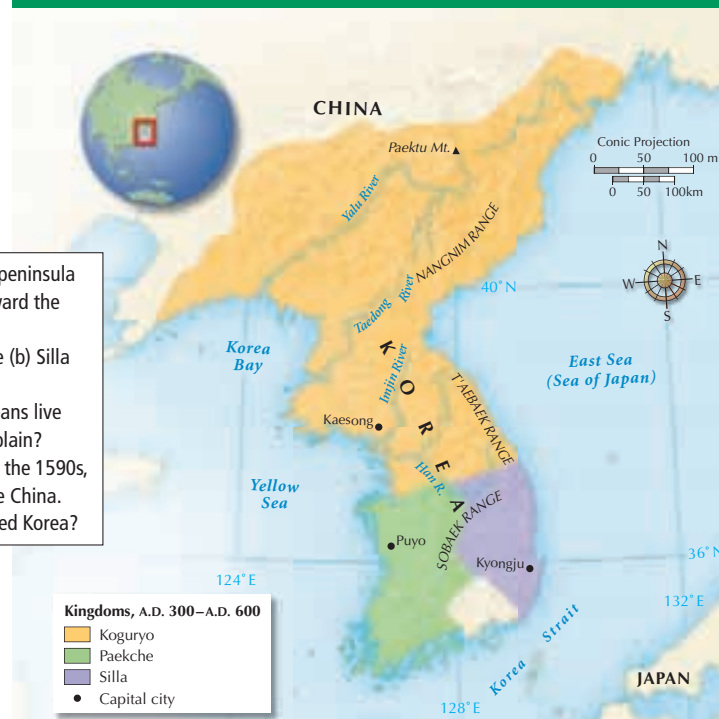 CHINA
Paektu Mt.
Yalu River
NANGNIM RANGE
Conic Projection
0 50 100 m
0 50 100km
N
W E
S
40°N
Taedong River
peninsula
ward the
e (b) Silla
ans live
plain?
the 1590s,
e China.
ed Korea?
Korea
Bay
KOREA
Imjin River
T'AEBAEK RANGE
East Sea
(Sea of Japan)
Kaesong
Han R.
Yellow
Sea
SOBAEK RANGE
Puyo
Kyongju
36°N
124°E
132°E
Korea Strait
Kingdoms, A.D. 300–A.D. 600
Koguryo
Paekche
Silla
Capital city
JAPAN
128°E